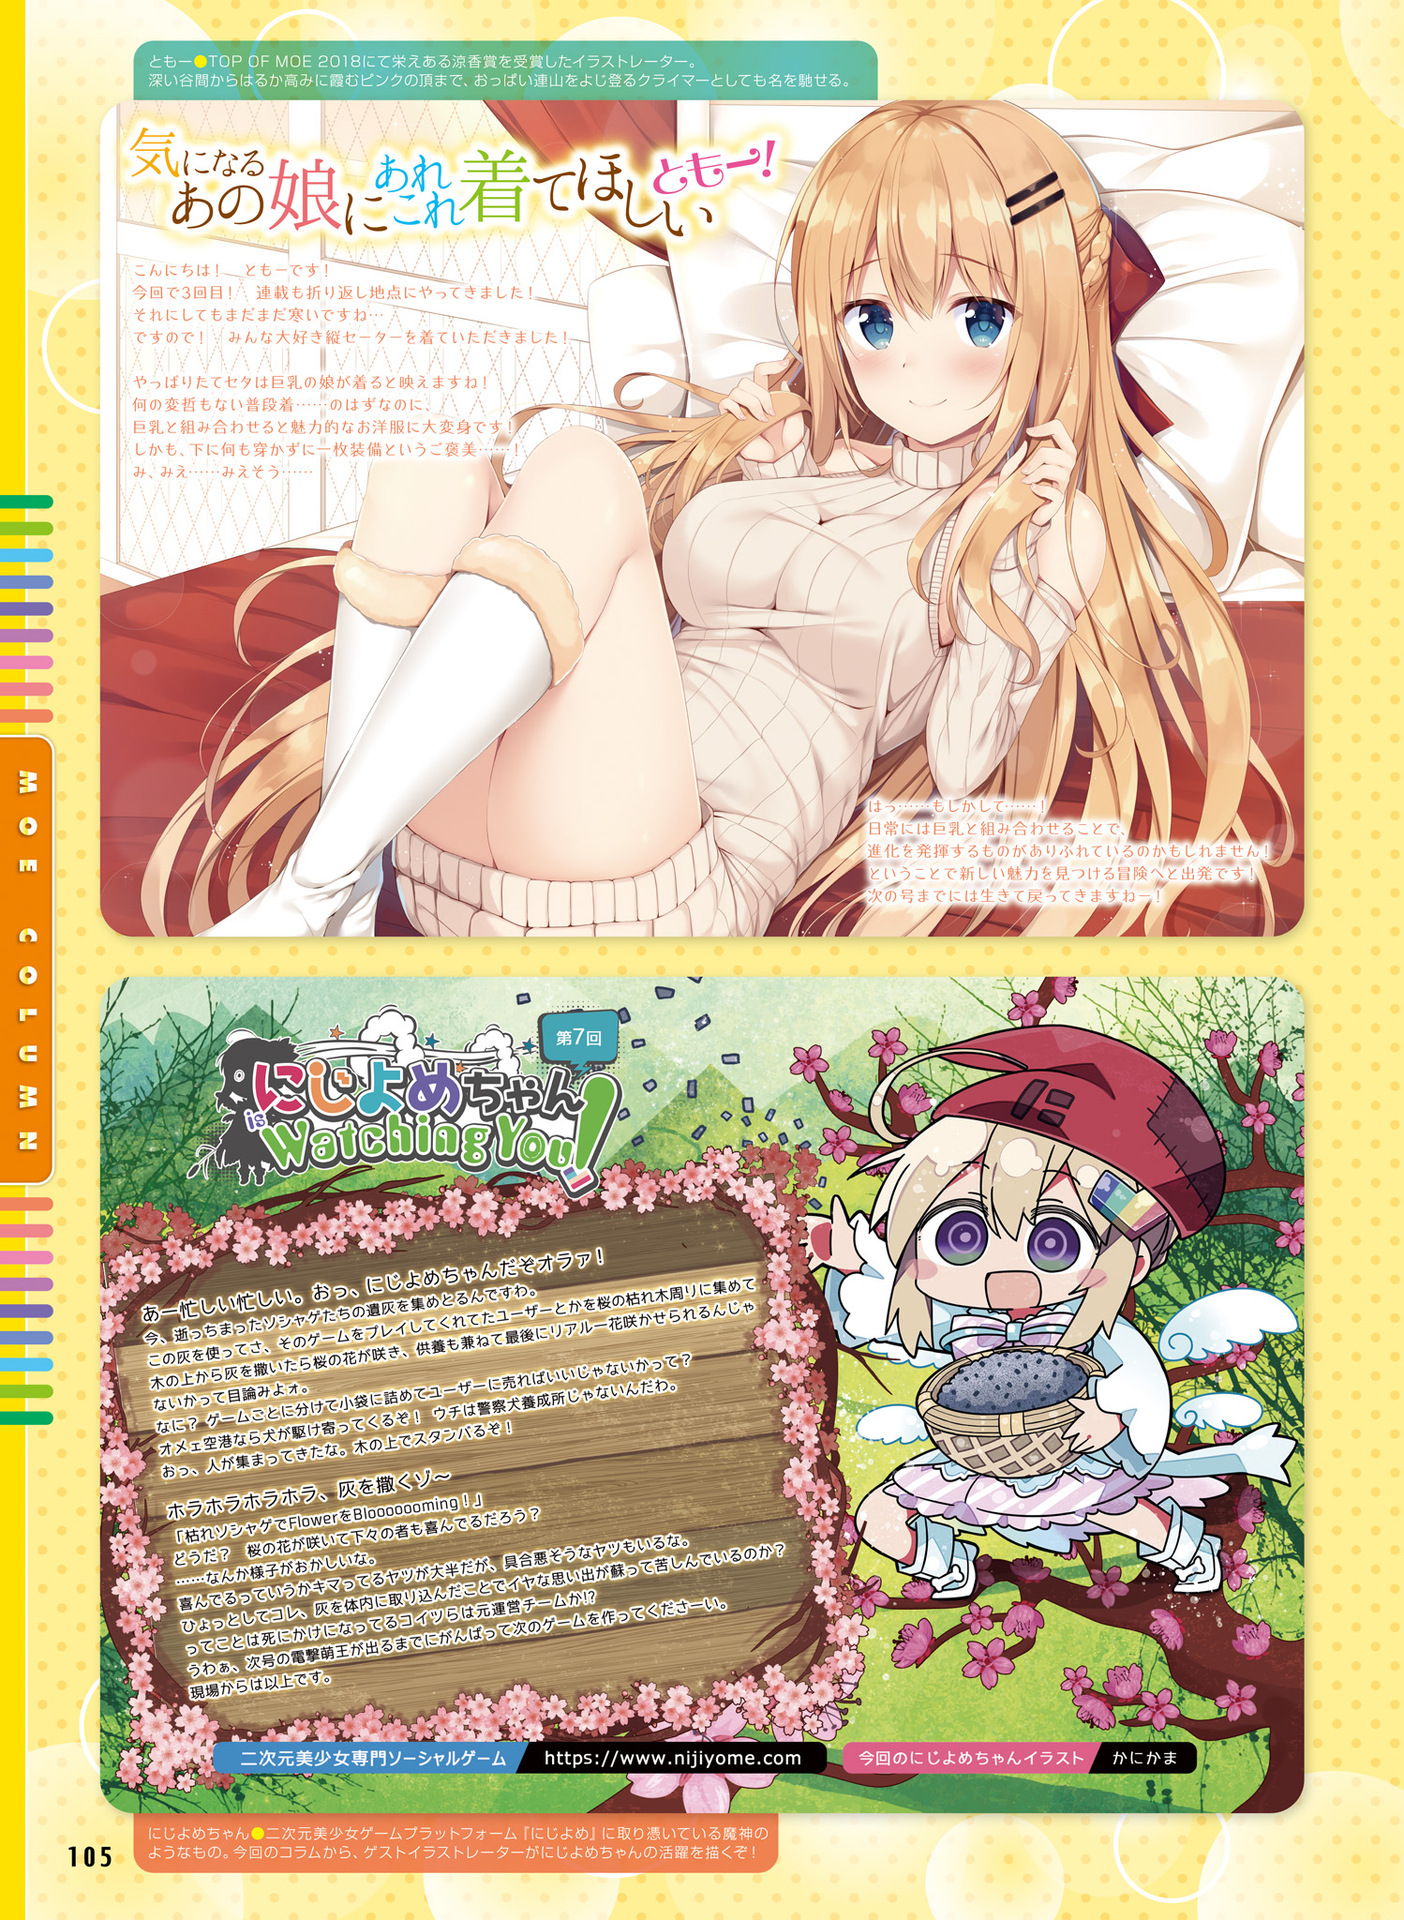 ともー●TOP OF MOE 2018にて栄えある涼香賞を受賞したイラストレーター。
深い谷間からはるか高みに霞むピンクの頂まで、おっぱい連山をよじ登るクライマーとしても名を馳せる。
気になる
あの娘にあれこれ着てほしいともー!
こんにちは!　ともーです!
今回で3回目!　連載も折り返し地点にやってきました!
それにしてもまだまだ寒いですね…
ですので!　みんな大好き縦セーターを着ていただきました!
やっぱりたてセタは巨乳の娘が着ると映えますね!
何の変哲もない普段着……のはずなのに、
巨乳と組み合わせると魅力的なお洋服に大変身です!
しかも、下に何も穿かずに一枚装備というご褒美……!
み、みえ……みえそう……
はっ……もしかして……!
日常には巨乳と組み合わせることで、
進化を発揮するものがありふれているのかもしれません!
ということで新しい魅力を見つける冒険へと出発です!
次の号までには生きて戻ってきますねー!
MOE COLUMN
第7回
にじよめちゃん
is Watching You!
あー忙しい忙しい。おっ、にじよめちゃんだぞオラァ!
今、逝っちまったソシャゲたちの遺灰を集めとるんですわ。
この灰を使ってさ、そのゲームをプレイしてくれてたユーザーとかを桜の枯れ木周りに集めて
木の上から灰を撒いたら桜の花が咲き、供養も兼ねて最後にリアル一花咲かせられるんじゃ
ないかって目論みよォ。
なに? ゲームごとに分けて小袋に詰めてユーザーに売ればいいじゃないかって?
オメェ空港なら犬が駆け寄ってくるぞ! ウチは警察犬養成所じゃないんだわ。
おっ、人が集まってきたな。木の上でスタンバるぞ!
ホラホラホラホラ、灰を撒くゾ〜
「枯れソシャゲでFlowerをBloooooooming!」
どうだ?　桜の花が咲いて下々の者も喜んでるだろう?
……なんか様子がおかしいな。
喜んでるっていうかキマってるヤツが大半だが、具合悪そうなヤツもいるな。
ひょっとしてコレ、灰を体内に取り込んだことでイヤな思い出が蘇って苦しんでいるのか?
ってことは死にかけになってるコイツらは元運営チームか!?
うわぁ、次号の電撃萌王が出るまでにがんばって次のゲームを作ってくださーい。
現場からは以上です。
に
二次元美少女専門ソーシャルゲーム
https://www.nijiyome.com
今回のにじよめちゃんイラスト
かにかま
にじよめちゃん●二次元美少女ゲームプラットフォーム『にじよめ』に取り憑いている魔神の
ようなもの。今回のコラムから、ゲストイラストレーターがにじよめちゃんの活躍を描くぞ!
105